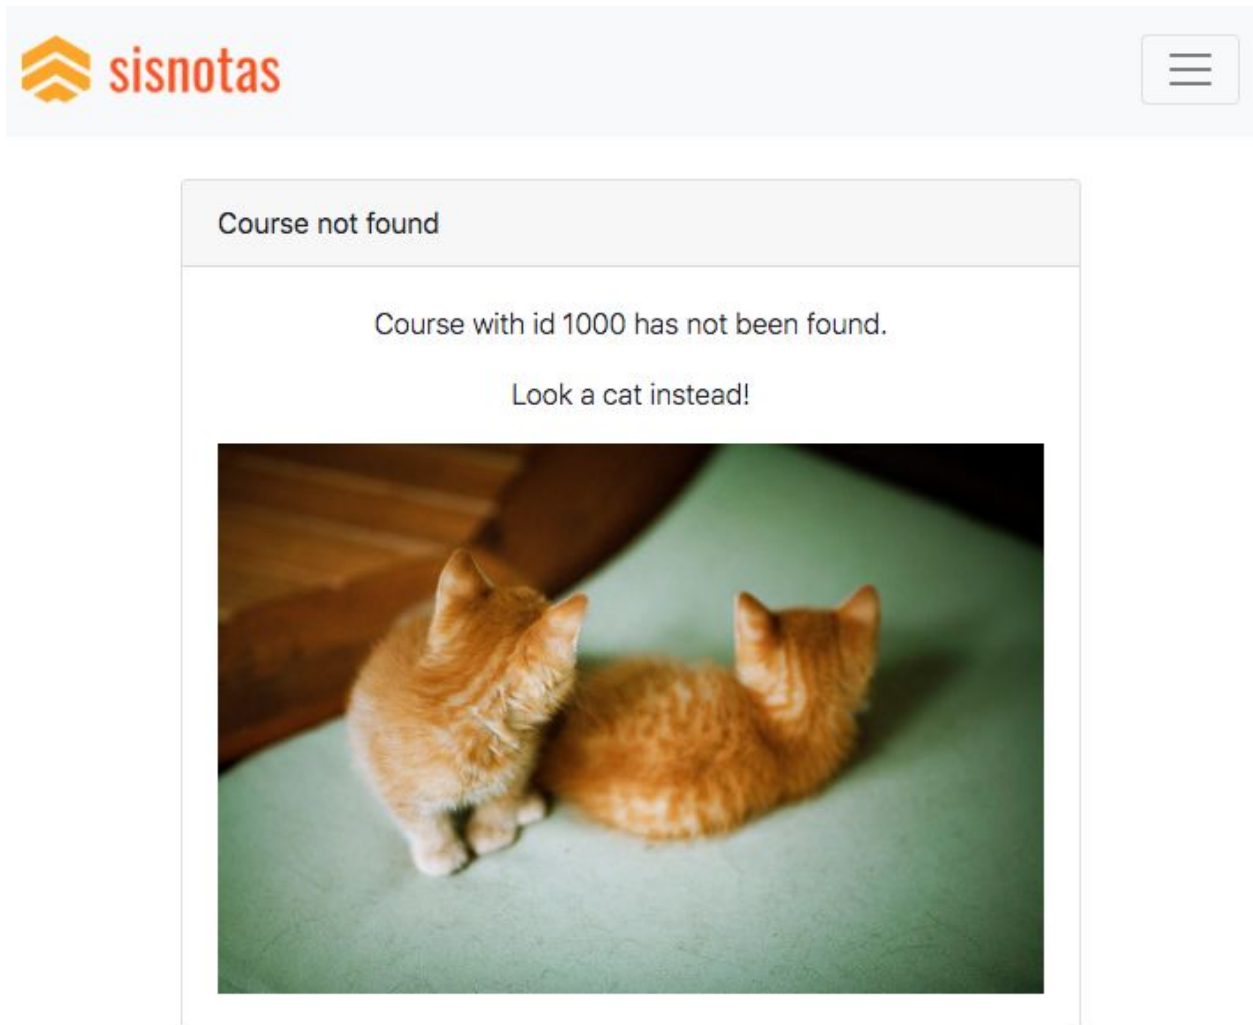 sisnotas
Course not found
Course with id 1000 has not been found.
Look a cat instead!